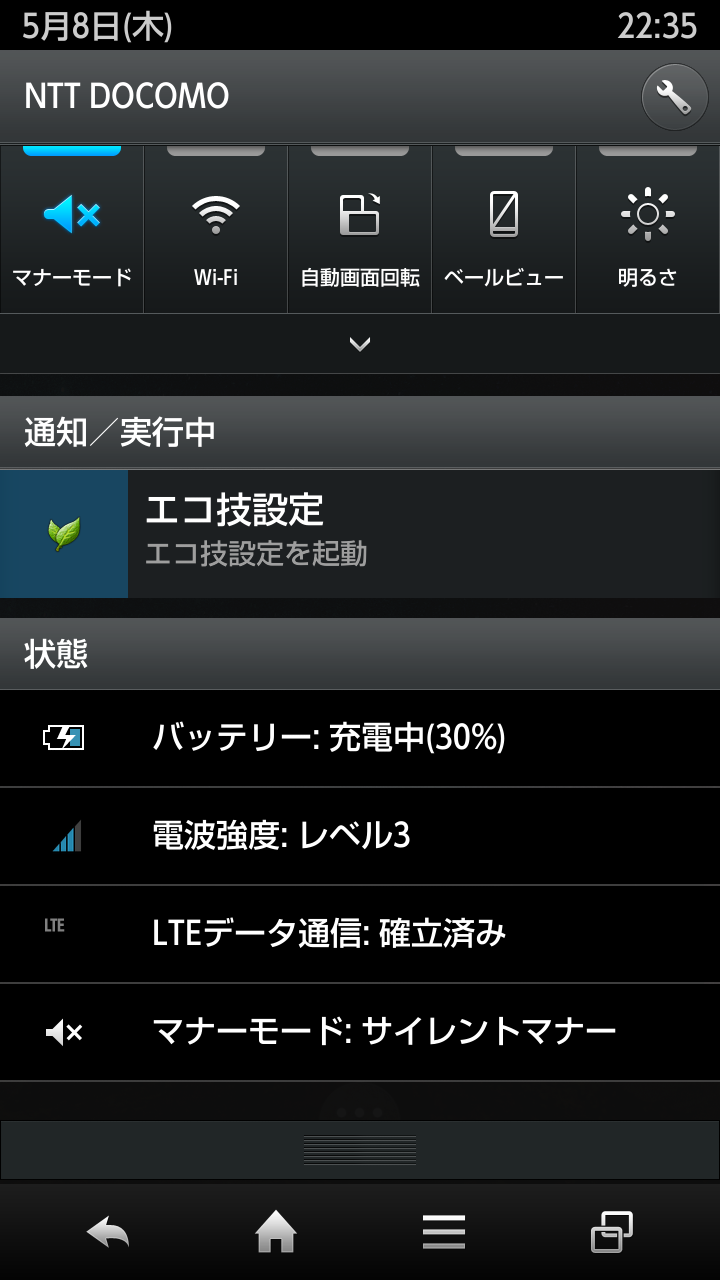 5月8日(木)
22:35
NTT DOCOMO
マナーモード
Wi-Fi
自動画面回転
ベールビュー
明るさ
通知／実行中
エコ技設定
エコ技設定を起動
状態
バッテリー: 充電中(30%)
電波強度: レベル3
LTE
LTEデータ通信: 確立済み
マナーモード: サイレントマナー